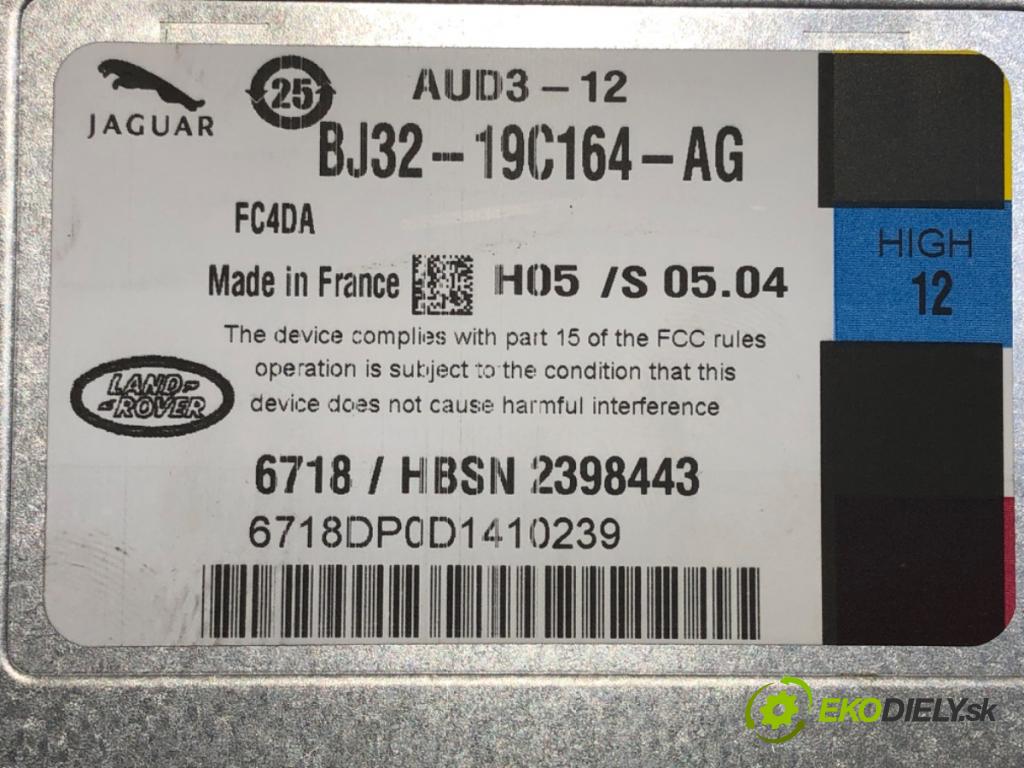 JAGUAR
25
AUD3-12
BJ32-19C164-AG
FC4DA
Made in France
H05 /S 05.04
The device complies with part 15 of the FCC rules
operation is subject to the condition that this
device does not cause harmful interference
LAND-
-ROVER
6718 / HBSN 2398443
6718DP0D1410239
HIGH
12
EKODIELY.sk